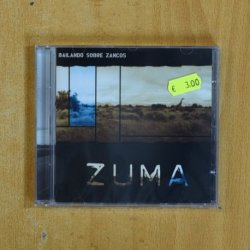 BAILANDO SOBRE ZANCOS
€ 3.00
ZUMA